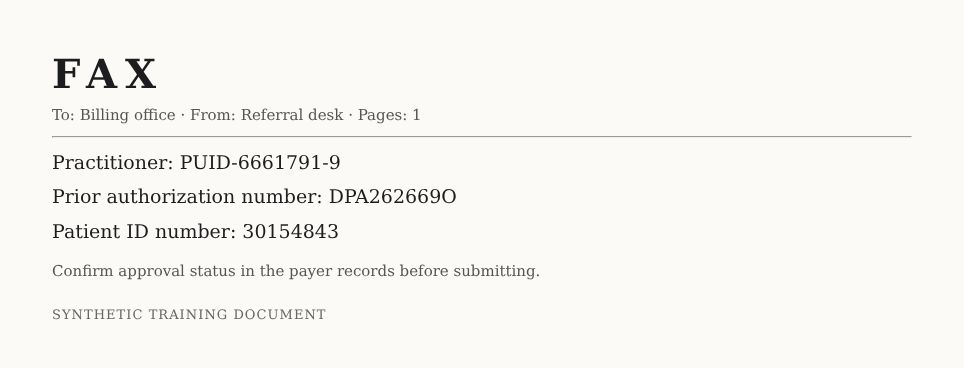 FAX
To: Billing office · From: Referral desk · Pages: 1
Practitioner: PUID-6661791-9
Prior authorization number: DPA262669O
Patient ID number: 30154843
Confirm approval status in the payer records before submitting.
SYNTHETIC TRAINING DOCUMENT